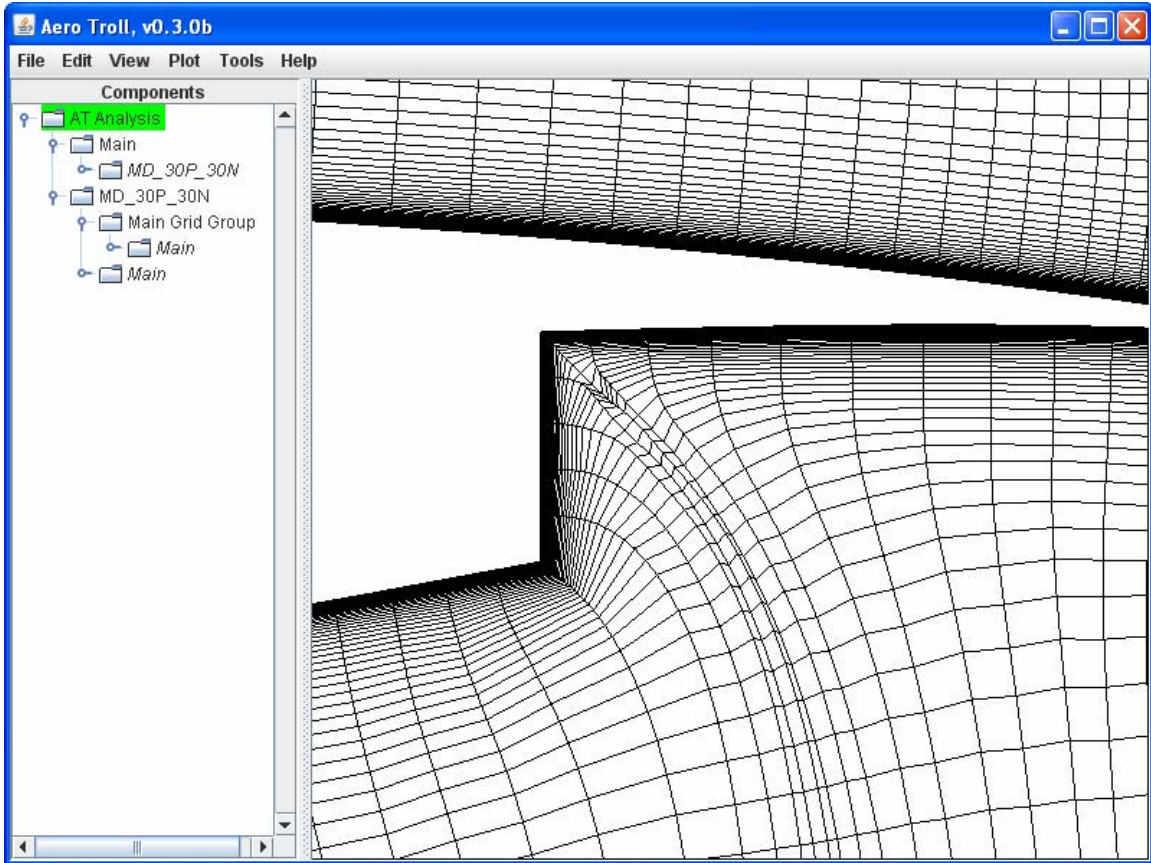 Aero Troll, v0.3.0b
File Edit View Plot Tools Help
Components
AT Analysis
Main
MD_30P_30N
MD_30P_30N
Main Grid Group
Main
Main